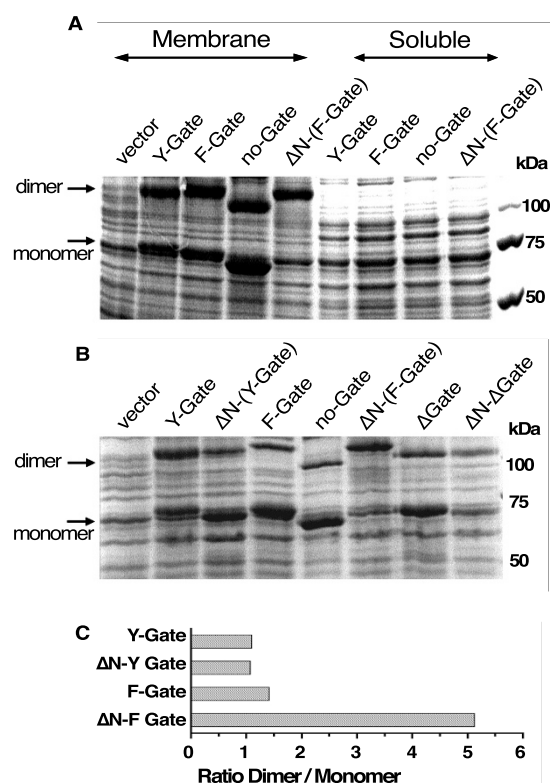 A
Membrane
Soluble
vector
Y-Gate
F-Gate
no-Gate
ΔN-(F-Gate)
Y-Gate
F-Gate
no-Gate
ΔN-(F-Gate)
kDa
dimer
100
monomer
75
50
B
vector
Y-Gate
ΔN-(Y-Gate)
F-Gate
no-Gate
ΔN-(F-Gate)
ΔGate
ΔN-ΔGate
kDa
dimer
100
75
monomer
50
C
Y-Gate
ΔN-Y Gate
F-Gate
ΔN-F Gate
0 1 2 3 4 5 6
Ratio Dimer / Monomer